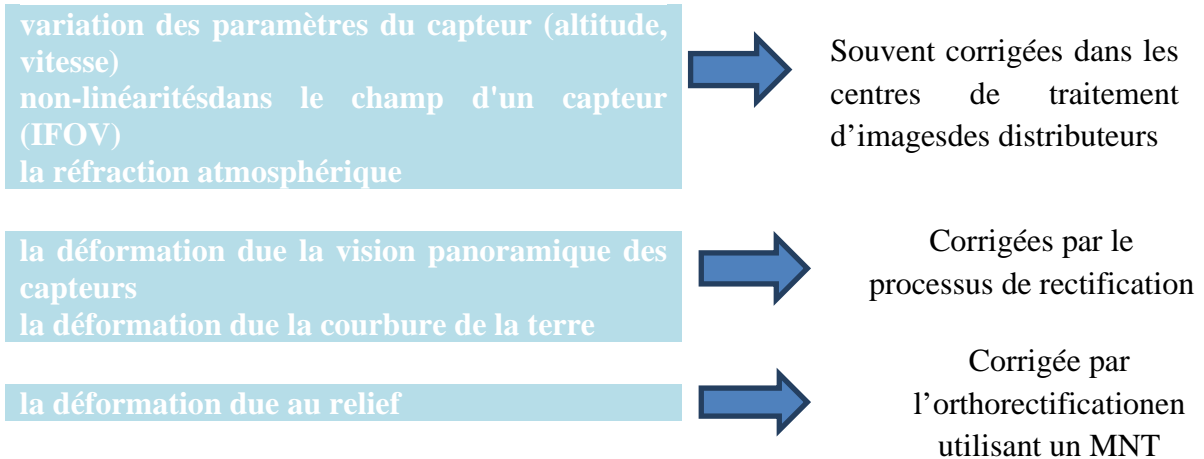 variation des paramètres du capteur (altitude,
vitesse)
non-linéaritésdans le champ d'un capteur
(IFOV)
la réfraction atmosphérique
Souvent corrigées dans les
centres de traitement
d’imagesdes distributeurs
la déformation due la vision panoramique des
capteurs
la déformation due la courbure de la terre
Corrigées par le
processus de rectification
la déformation due au relief
Corrigée par
l’orthorectificationen
utilisant un MNT